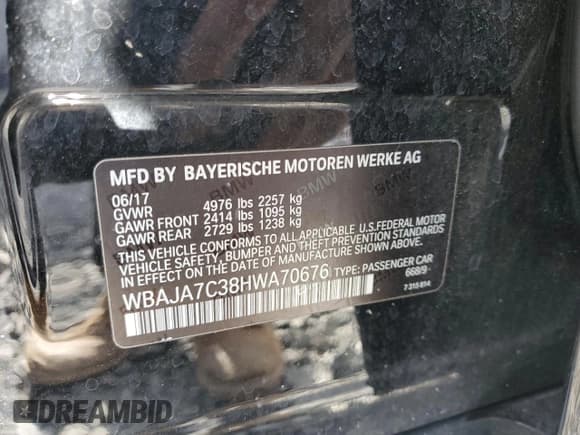 MFD BY BAYERISCHE MOTOREN WERKE AG
06/17
GVWR 4976 lbs 2257 kg
GAWR FRONT 2414 lbs 1095 kg
GAWR REAR 2729 lbs 1238 kg
THIS VEHICLE CONFORMS TO ALL APPLICABLE U.S. FEDERAL MOTOR
VEHICLE SAFETY, BUMPER AND THEFT PREVENTION STANDARDS
IN EFFECT ON THE DATE OF MANUFACTURE SHOWN ABOVE.
WBAJA7C38HWA70676 TYPE: PASSENGER CAR
668/9
7 315 814
DREAMBID